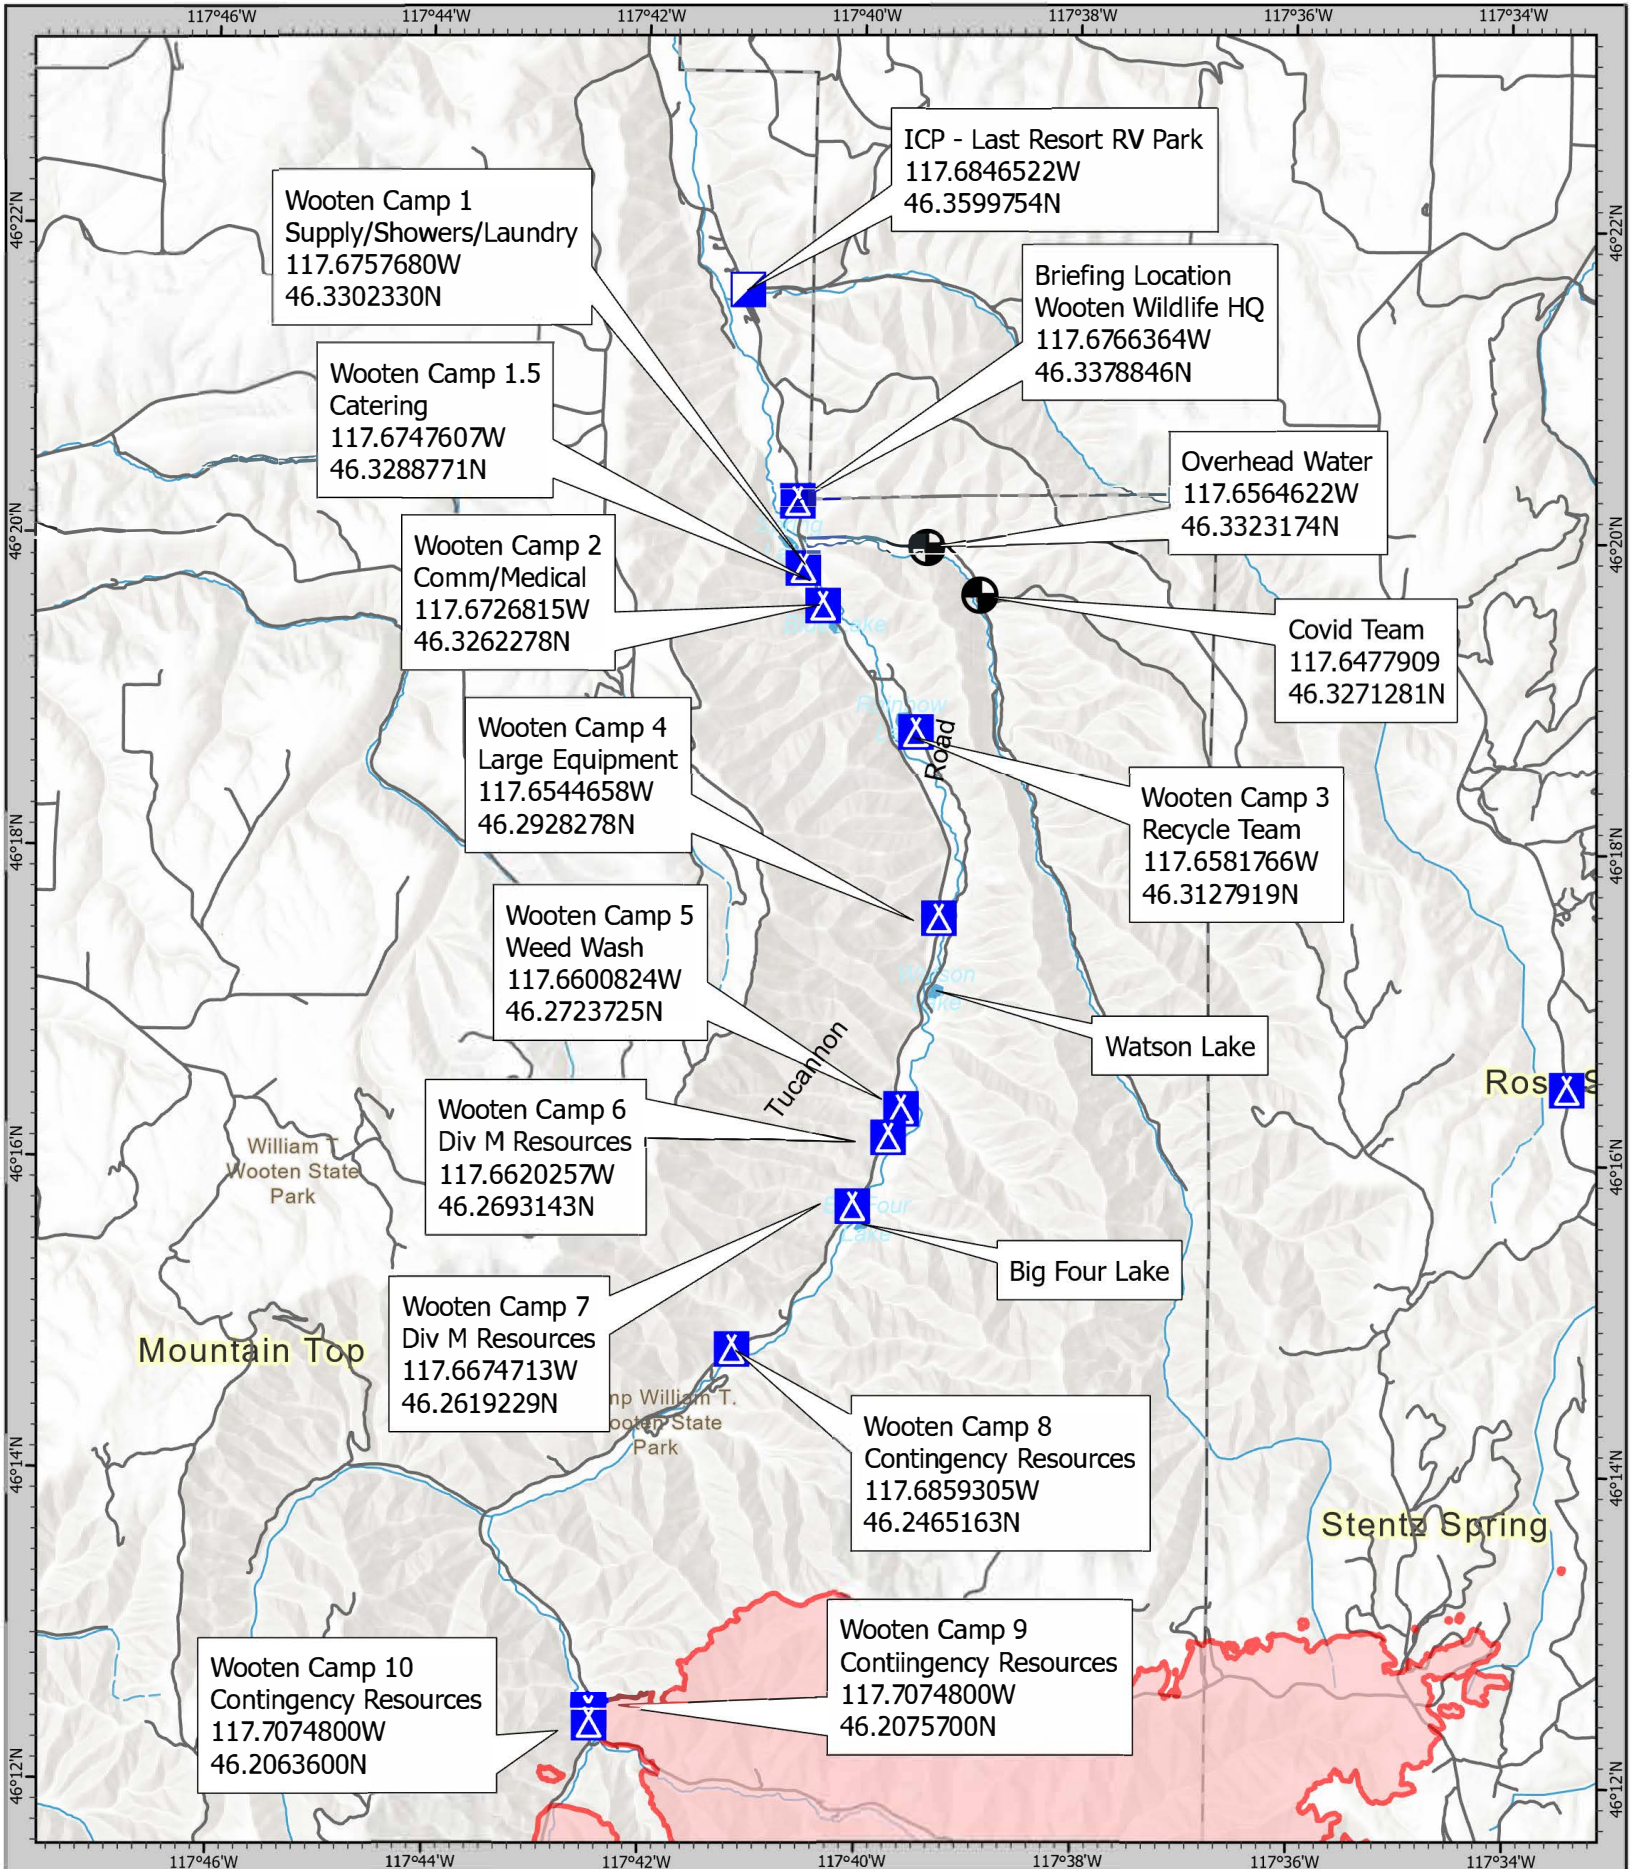 117°46'W 117°44'W 117°42'W 117°40'W 117°38'W 117°36'W 117°34'W
ICP - Last Resort RV Park
117.6846522W
46.3599754N
Wooten Camp 1
Supply/Showers/Laundry
117.6757680W
46.3302330N
46°22'N
46°22'N
Briefing Location
Wooten Wildlife HQ
117.6766364W
46.3378846N
Wooten Camp 1.5
Catering
117.6747607W
46.3288771N
Overhead Water
117.6564622W
46.3323174N
46°20'N
46°20'N
Wooten Camp 2
Comm/Medical
117.6726815W
46.3262278N
Lake
Covid Team
117.6477909
46.3271281N
Wooten Camp 4
Large Equipment
117.6544658W
46.2928278N
Road
Wooten Camp 3
Recycle Team
117.6581766W
46.3127919N
46°18'N
46°18'N
Wooten Camp 5
Weed Wash
117.6600824W
46.2723725N
Watson
Lake
Watson Lake
Tucannon
Wooten Camp 6
Div M Resources
117.6620257W
46.2693143N
William T.
Wooten State
Park
46°16'N
46°16'N
Four
Lake
Big Four Lake
Wooten Camp 7
Div M Resources
117.6674713W
46.2619229N
Mountain Top
mp William T.
ooten State
Park
Wooten Camp 8
Contingency Resources
117.6859305W
46.2465163N
46°14'N
46°14'N
Stentz Spring
Wooten Camp 9
Contiingency Resources
117.7074800W
46.2075700N
Wooten Camp 10
Contingency Resources
117.7074800W
46.2063600N
46°12'N
46°12'N
117°46'W 117°44'W 117°42'W 117°40'W 117°38'W 117°36'W 117°34'W